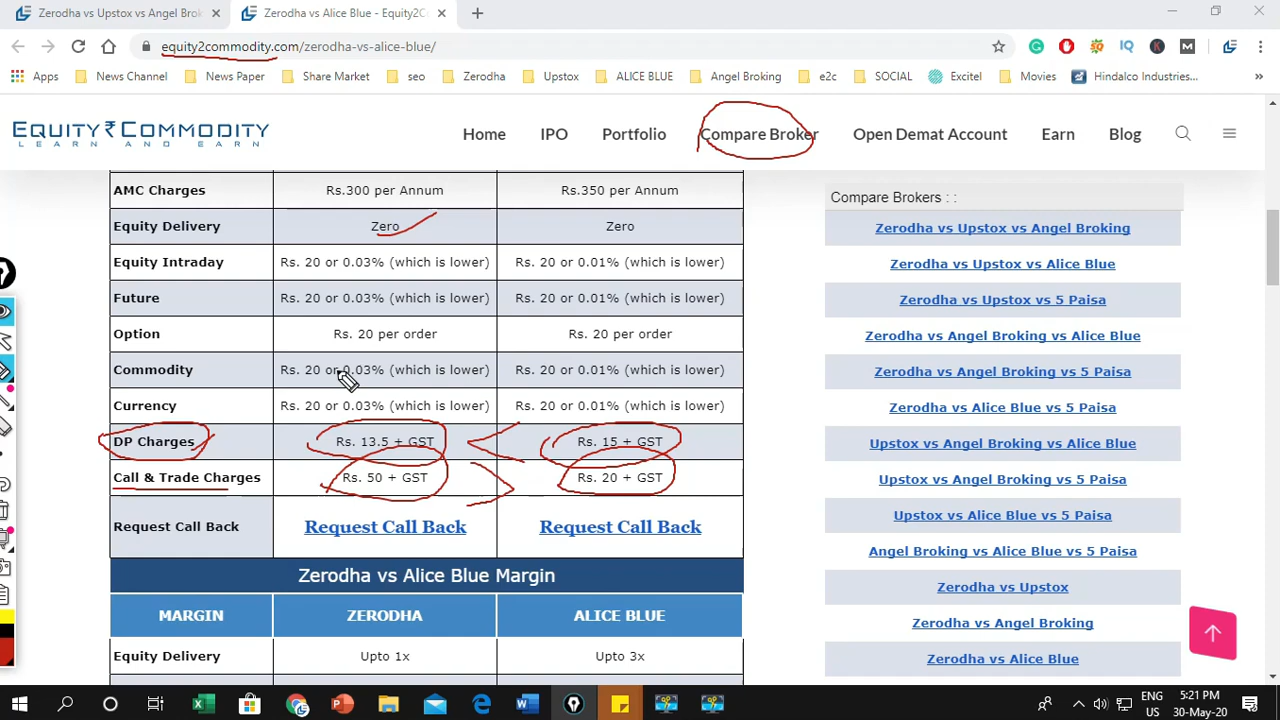 Zerodha vs Upstox vs Angel Brok
Zerodha vs Alice Blue - Equity2C
equity2commodity.com/zerodha-vs-alice-blue/
Apps News Channel News Paper Share Market seo Zerodha Upstox ALICE BLUE Angel Broking e2c SOCIAL Excitel Movies Hindalco Industries...
EQUITY₹COMMODITY
LEARN AND EARN
Home IPO Portfolio Compare Broker Open Demat Account Earn Blog
AMC Charges Rs.300 per Annum Rs.350 per Annum
Equity Delivery Zero Zero
Equity Intraday Rs. 20 or 0.03% (which is lower) Rs. 20 or 0.01% (which is lower)
Future Rs. 20 or 0.03% (which is lower) Rs. 20 or 0.01% (which is lower)
Option Rs. 20 per order Rs. 20 per order
Commodity Rs. 20 or 0.03% (which is lower) Rs. 20 or 0.01% (which is lower)
Currency Rs. 20 or 0.03% (which is lower) Rs. 20 or 0.01% (which is lower)
DP Charges Rs. 13.5 + GST Rs. 15 + GST
Call & Trade Charges Rs. 50 + GST Rs. 20 + GST
Request Call Back Request Call Back Request Call Back
Zerodha vs Alice Blue Margin
MARGIN ZERODHA ALICE BLUE
Equity Delivery Upto 1x Upto 3x
Compare Brokers : :
Zerodha vs Upstox vs Angel Broking
Zerodha vs Upstox vs Alice Blue
Zerodha vs Upstox vs 5 Paisa
Zerodha vs Angel Broking vs Alice Blue
Zerodha vs Angel Broking vs 5 Paisa
Zerodha vs Alice Blue vs 5 Paisa
Upstox vs Angel Broking vs Alice Blue
Upstox vs Angel Broking vs 5 Paisa
Upstox vs Alice Blue vs 5 Paisa
Angel Broking vs Alice Blue vs 5 Paisa
Zerodha vs Upstox
Zerodha vs Angel Broking
Zerodha vs Alice Blue
ENG
US
5:21 PM
30-May-20